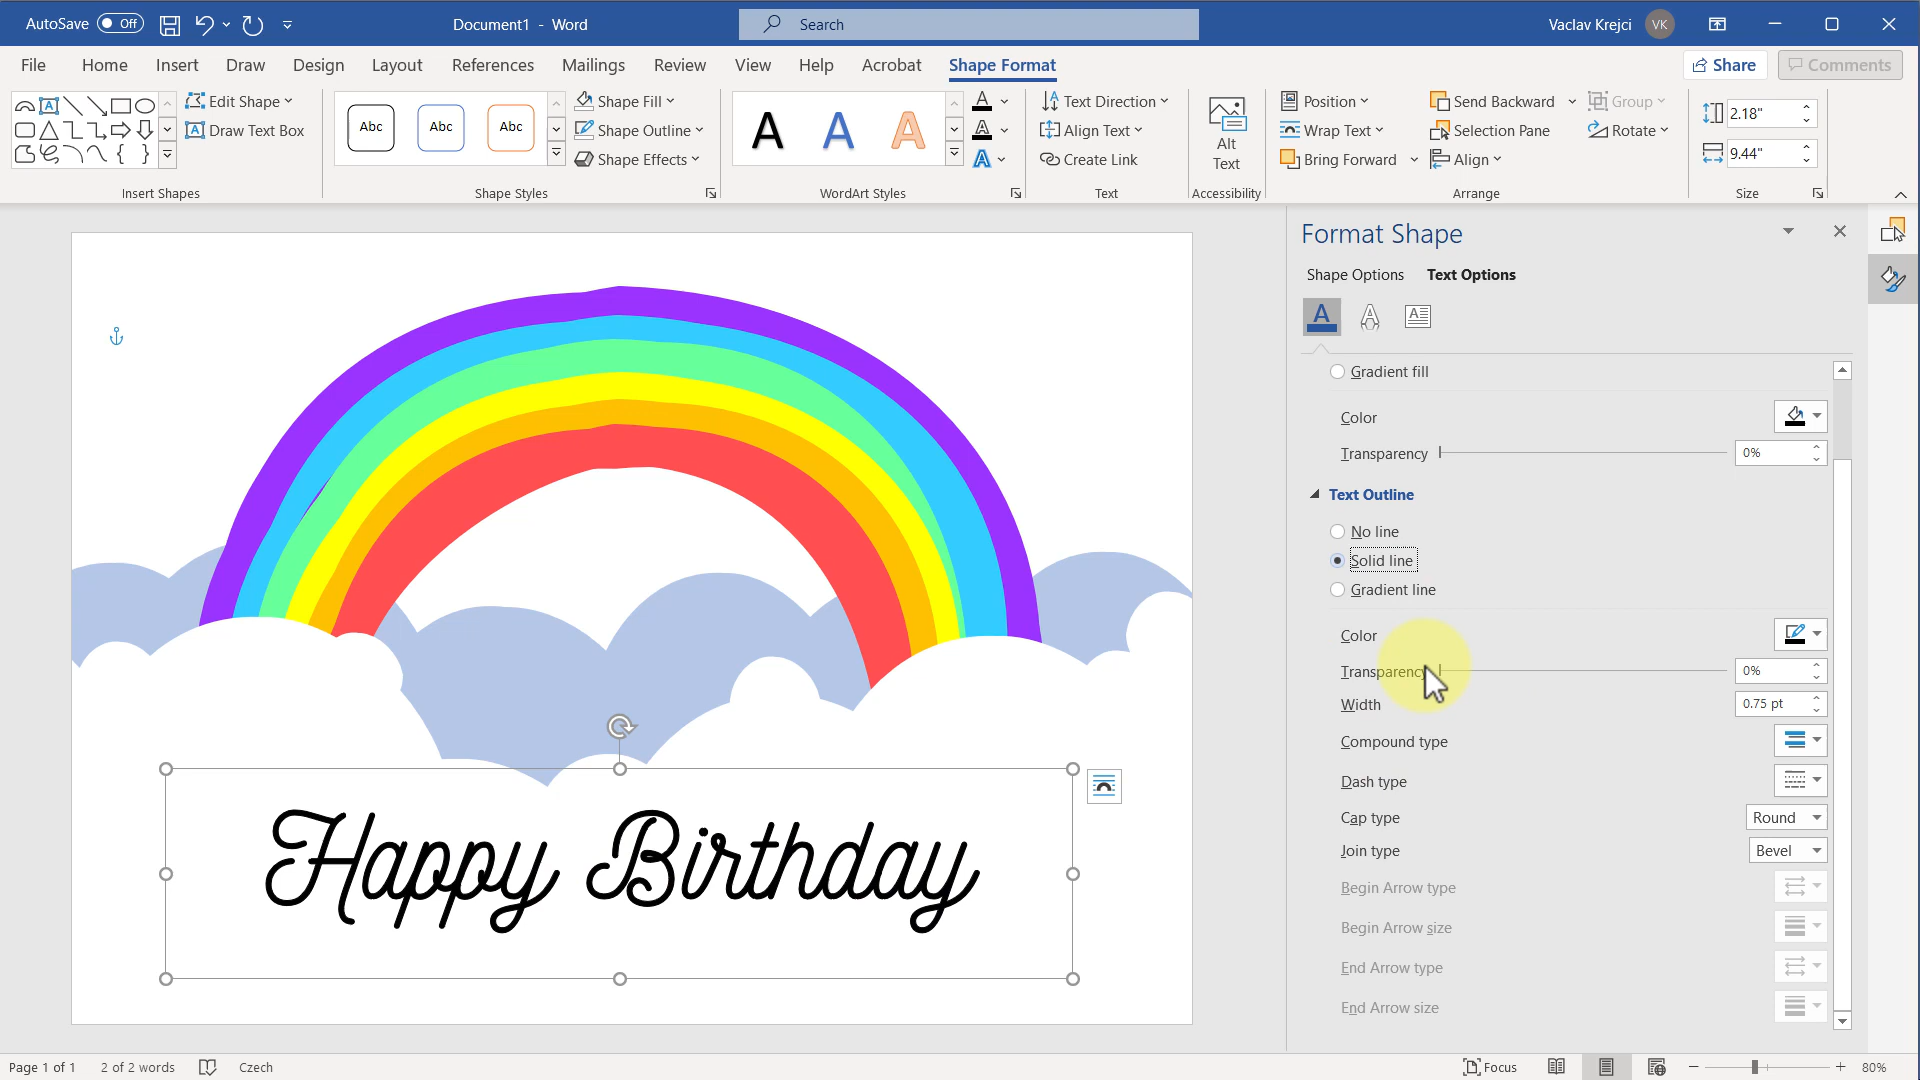 AutoSave Off Document1 - Word Search Vaclav Krejci VK
File Home Insert Draw Design Layout References Mailings Review View Help Acrobat Shape Format Share Comments
Edit Shape
Draw Text Box
Insert Shapes
Abc Abc Abc
Shape Fill
Shape Outline
Shape Effects
Shape Styles
A A A
A
A
A
WordArt Styles
Text Direction
Align Text
Create Link
Text
Alt
Text
Accessibility
Position
Wrap Text
Bring Forward
Send Backward
Selection Pane
Align
Group
Rotate
Arrange
2.18"
9.44"
Size
Format Shape
Shape Options Text Options
Gradient fill
Color
Transparency 0%
Text Outline
No line
Solid line
Gradient line
Color
Transparency 0%
Width 0.75 pt
Compound type
Dash type
Cap type Round
Join type Bevel
Begin Arrow type
Begin Arrow size
End Arrow type
End Arrow size
Happy Birthday
Page 1 of 1 2 of 2 words Czech Focus 80%